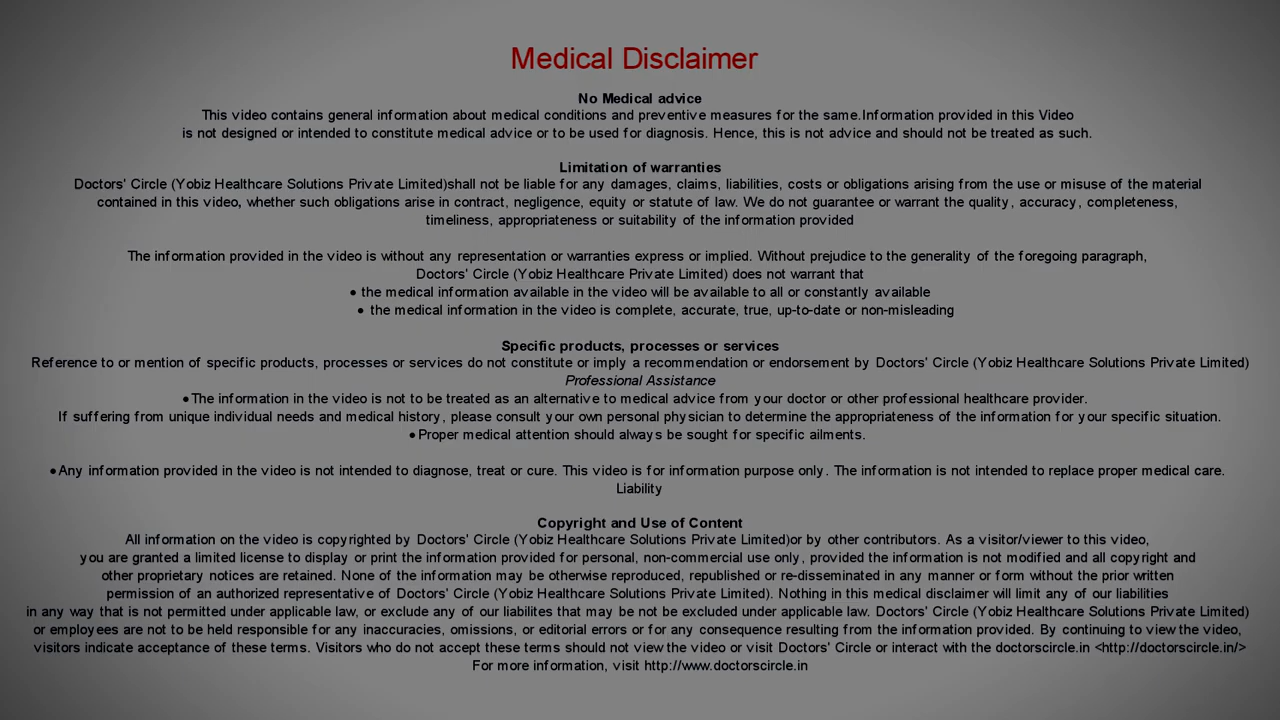 Medical Disclaimer
No Medical advice
This video contains general information about medical conditions and preventive measures for the same.Information provided in this Video
is not designed or intended to constitute medical advice or to be used for diagnosis. Hence, this is not advice and should not be treated as such.
Limitation of warranties
Doctors' Circle (Yobiz Healthcare Solutions Private Limited)shall not be liable for any damages, claims, liabilities, costs or obligations arising from the use or misuse of the material
contained in this video, whether such obligations arise in contract, negligence, equity or statute of law. We do not guarantee or warrant the quality, accuracy, completeness,
timeliness, appropriateness or suitability of the information provided
The information provided in the video is without any representation or warranties express or implied. Without prejudice to the generality of the foregoing paragraph,
Doctors' Circle (Yobiz Healthcare Private Limited) does not warrant that
● the medical information available in the video will be available to all or constantly available
● the medical information in the video is complete, accurate, true, up-to-date or non-misleading
Specific products, processes or services
Reference to or mention of specific products, processes or services do not constitute or imply a recommendation or endorsement by Doctors' Circle (Yobiz Healthcare Solutions Private Limited)
Professional Assistance
●The information in the video is not to be treated as an alternative to medical advice from your doctor or other professional healthcare provider.
If suffering from unique individual needs and medical history, please consult your own personal physician to determine the appropriateness of the information for your specific situation.
●Proper medical attention should always be sought for specific ailments.
●Any information provided in the video is not intended to diagnose, treat or cure. This video is for information purpose only. The information is not intended to replace proper medical care.
Liability
Copyright and Use of Content
All information on the video is copyrighted by Doctors' Circle (Yobiz Healthcare Solutions Private Limited)or by other contributors. As a visitor/viewer to this video,
you are granted a limited license to display or print the information provided for personal, non-commercial use only, provided the information is not modified and all copyright and
other proprietary notices are retained. None of the information may be otherwise reproduced, republished or re-disseminated in any manner or form without the prior written
permission of an authorized representative of Doctors' Circle (Yobiz Healthcare Solutions Private Limited). Nothing in this medical disclaimer will limit any of our liabilities
in any way that is not permitted under applicable law, or exclude any of our liabilites that may be not be excluded under applicable law. Doctors' Circle (Yobiz Healthcare Solutions Private Limited)
or employees are not to be held responsible for any inaccuracies, omissions, or editorial errors or for any consequence resulting from the information provided. By continuing to view the video,
visitors indicate acceptance of these terms. Visitors who do not accept these terms should not view the video or visit Doctors' Circle or interact with the doctorscircle.in <http://doctorscircle.in/>
For more information, visit http://www.doctorscircle.in